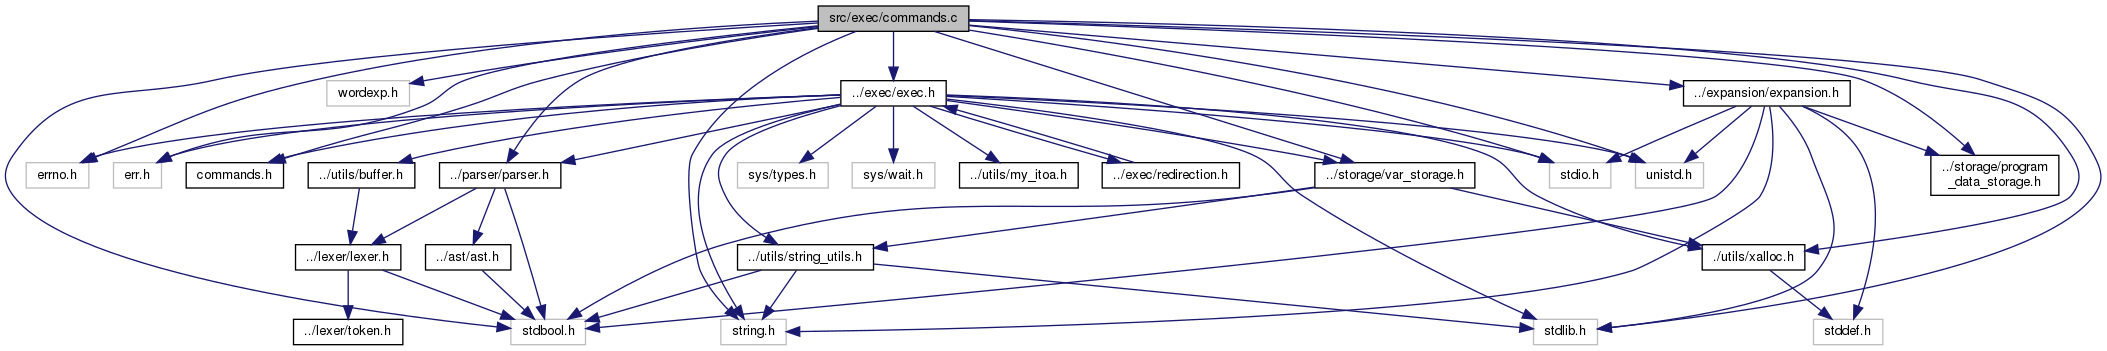 src/exec/commands.c
wordexp.h
../exec/exec.h
../expansion/expansion.h
errno.h
err.h
commands.h
../utils/buffer.h
../parser/parser.h
sys/types.h
sys/wait.h
../utils/my_itoa.h
../exec/redirection.h
../storage/var_storage.h
stdio.h
unistd.h
../storage/program
_data_storage.h
../lexer/lexer.h
../ast/ast.h
../utils/string_utils.h
./utils/xalloc.h
../lexer/token.h
stdbool.h
string.h
stdlib.h
stddef.h